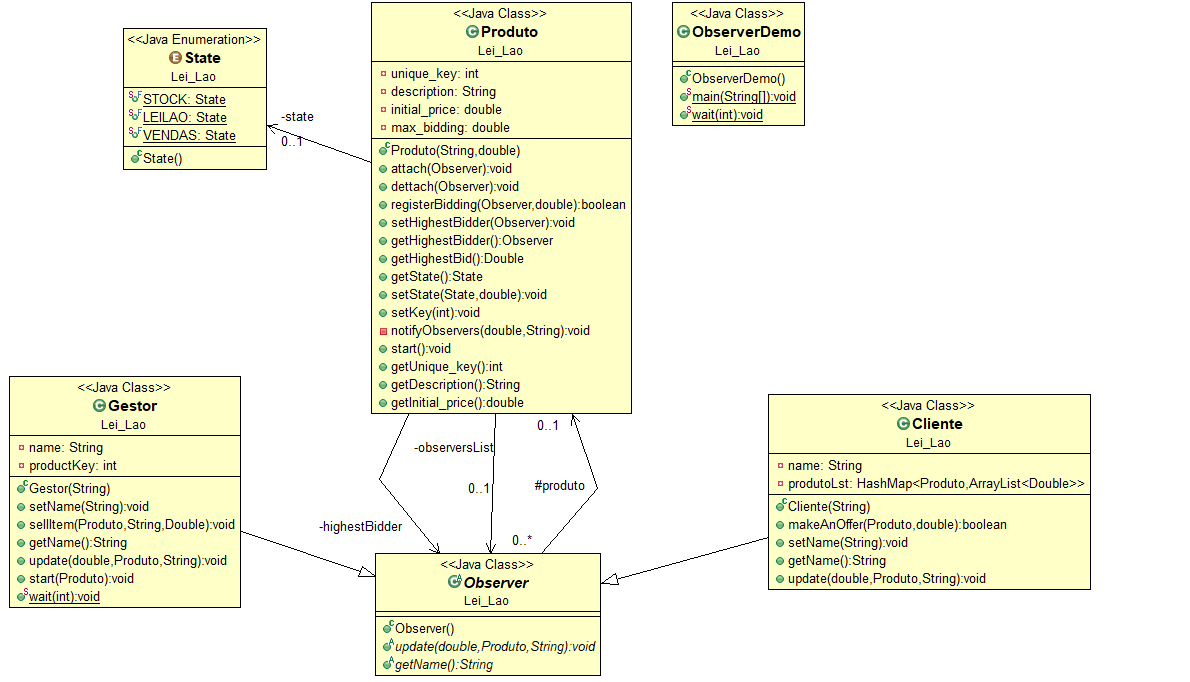 <<Java Enumeration>>
E State
Lei_Lao
SF STOCK: State
SF LEILAO: State
SF VENDAS: State
C State()
-state
0..1
<<Java Class>>
C Produto
Lei_Lao
unique_key: int
description: String
initial_price: double
max_bidding: double
C Produto(String,double)
attach(Observer):void
dettach(Observer):void
registerBidding(Observer,double):boolean
setHighestBidder(Observer):void
getHighestBidder():Observer
getHighestBid():Double
getState():State
setState(State,double):void
setKey(int):void
notifyObservers(double,String):void
start():void
getUnique_key():int
getDescription():String
getInitial_price():double
<<Java Class>>
C ObserverDemo
Lei_Lao
C ObserverDemo()
S main(String[]):void
S wait(int):void
<<Java Class>>
C Gestor
Lei_Lao
name: String
productKey: int
C Gestor(String)
setName(String):void
sellItem(Produto,String,Double):void
getName():String
update(double,Produto,String):void
start(Produto):void
S wait(int):void
-observersList
0..1
-highestBidder
0..*
0..1
#produto
<<Java Class>>
C Cliente
Lei_Lao
name: String
produtoLst: HashMap<Produto,ArrayList<Double>>
C Cliente(String)
makeAnOffer(Produto,double):boolean
setName(String):void
getName():String
update(double,Produto,String):void
<<Java Class>>
CA Observer
Lei_Lao
C Observer()
A update(double,Produto,String):void
A getName():String